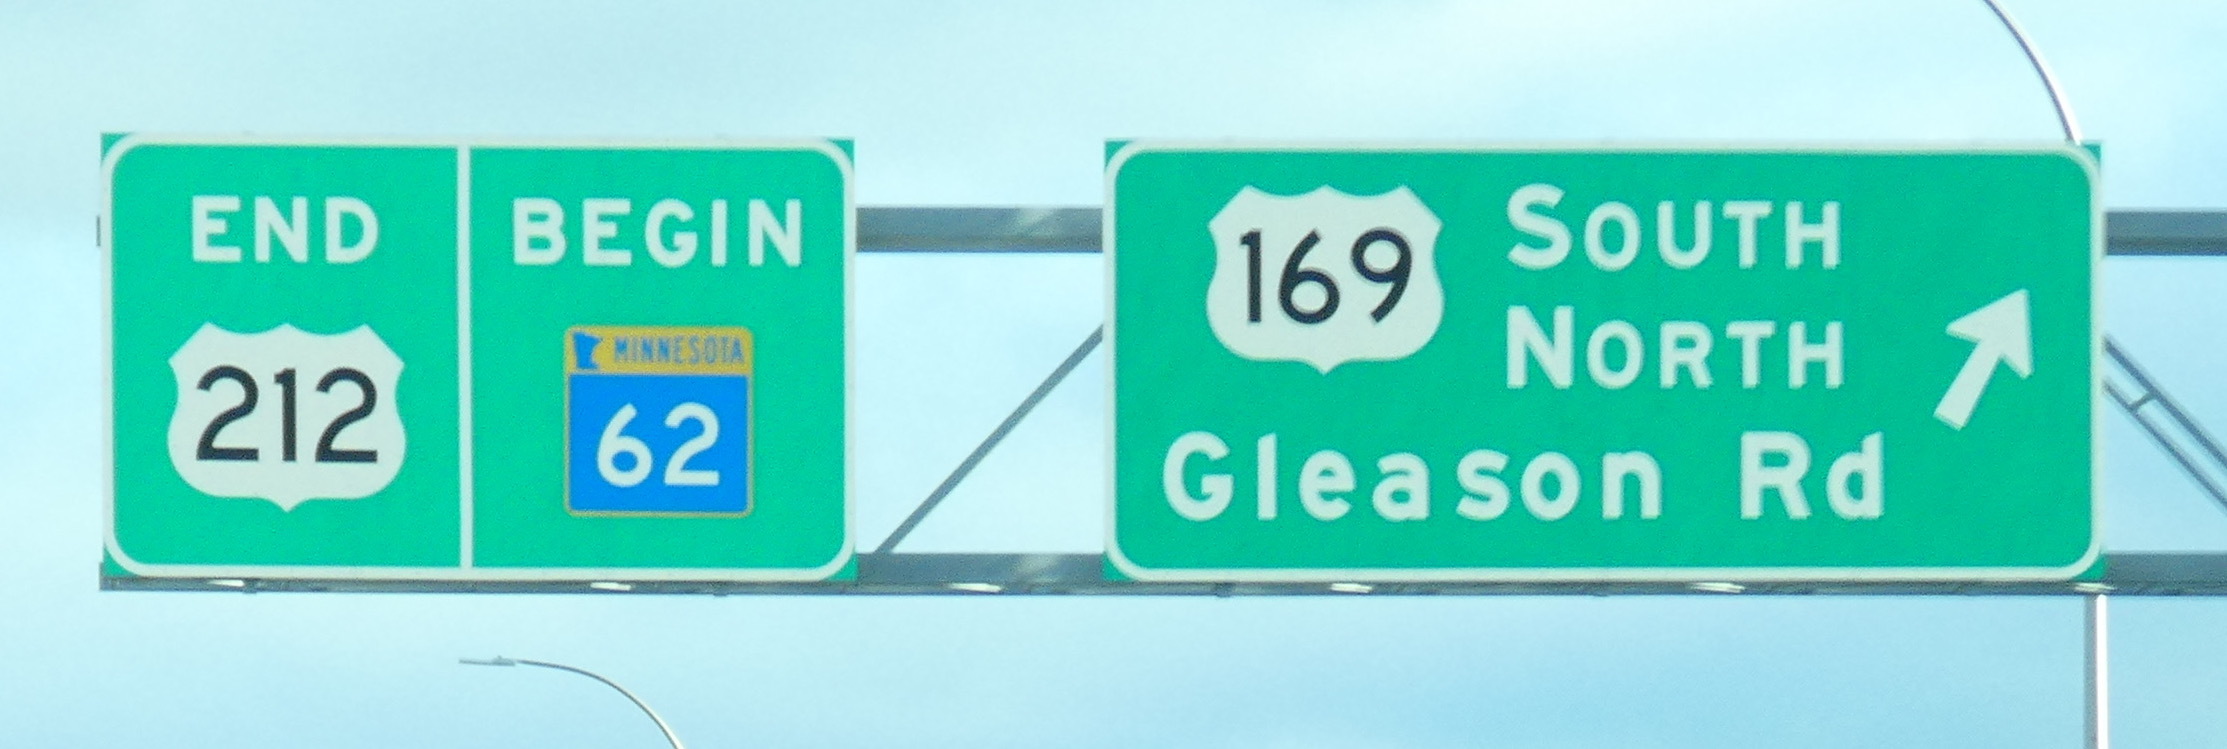 END
212
BEGIN
MINNESOTA
62
169
SOUTH
NORTH
Gleason Rd